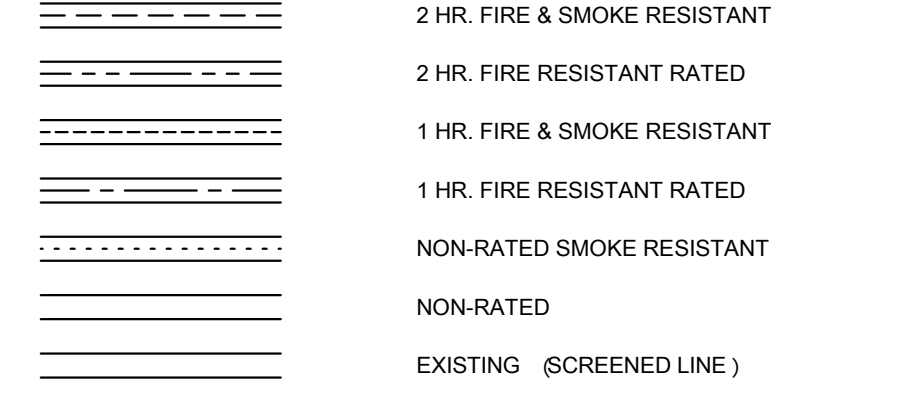 2 HR. FIRE & SMOKE RESISTANT
2 HR. FIRE RESISTANT RATED
1 HR. FIRE & SMOKE RESISTANT
1 HR. FIRE RESISTANT RATED
NON-RATED SMOKE RESISTANT
NON-RATED
EXISTING (SCREENED LINE )